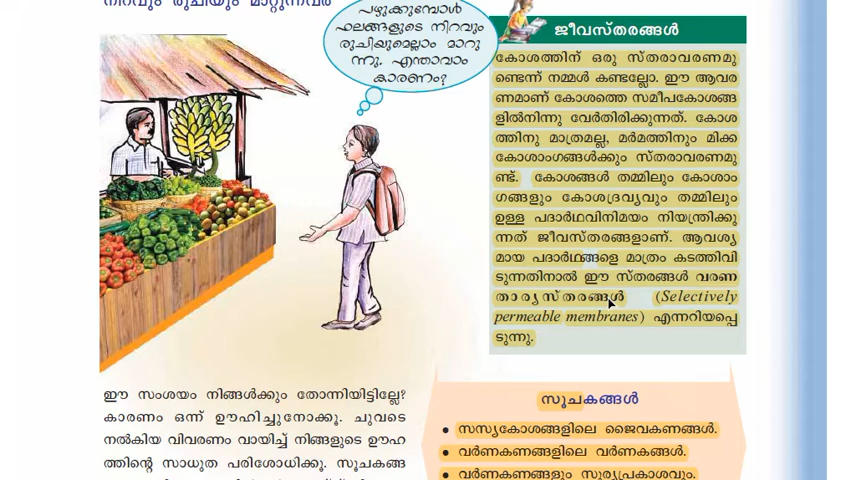 നിറവും രുചിയും മാറ്റുന്നവർ
പഴുക്കുമ്പോൾ
ഫലങ്ങളുടെ നിറവും
രുചിയുമെല്ലാം മാറു
ന്നു. എന്താവാം
കാരണം?
ജീവസ്തരങ്ങൾ
കോശത്തിന് ഒരു സ്തരാവരണമു
ണ്ടെന്ന് നമ്മൾ കണ്ടല്ലോ. ഈ ആവര
ണമാണ് കോശത്തെ സമീപകോശങ്ങ
ളിൽനിന്നു വേർതിരിക്കുന്നത്. കോശ
ത്തിനു മാത്രമല്ല, മർമത്തിനും മിക്ക
കോശാംഗങ്ങൾക്കും സ്തരാവരണമു
ണ്ട്. കോശങ്ങൾ തമ്മിലും കോശാം
ഗങ്ങളും കോശദ്രവ്യവും തമ്മിലും
ഉള്ള പദാർഥവിനിമയം നിയന്ത്രിക്കു
ന്നത് ജീവസ്തരങ്ങളാണ്. ആവശ്യ
മായ പദാർഥങ്ങളെ മാത്രം കടത്തിവി
ടുന്നതിനാൽ ഈ സ്തരങ്ങൾ വരണ
താര്യസ്തരങ്ങൾ (Selectively
permeable membranes) എന്നറിയപ്പെ
ടുന്നു.
ഈ സംശയം നിങ്ങൾക്കും തോന്നിയിട്ടില്ലേ?
കാരണം ഒന്ന് ഊഹിച്ചുനോക്കൂ. ചുവടെ
നൽകിയ വിവരണം വായിച്ച് നിങ്ങളുടെ ഊഹ
ത്തിന്റെ സാധുത പരിശോധിക്കൂ. സൂചകങ്ങ
സൂചകങ്ങൾ
• സസ്യകോശങ്ങളിലെ ജൈവകണങ്ങൾ.
• വർണകണങ്ങളിലെ വർണകങ്ങൾ.
• വർണകണങ്ങളും സൂര്യപ്രകാശവും.